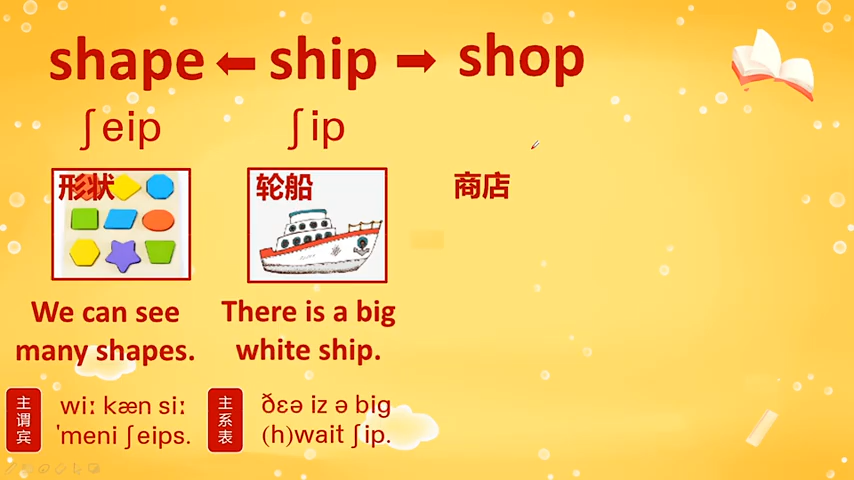 shape ← ship → shop
ʃeip ʃip
形状 轮船 商店
We can see
many shapes.
There is a big
white ship.
主谓宾
wiː kæn siː
ˈmeni ʃeips.
主系表
ðɛə iz ə big
(h)wait ʃip.